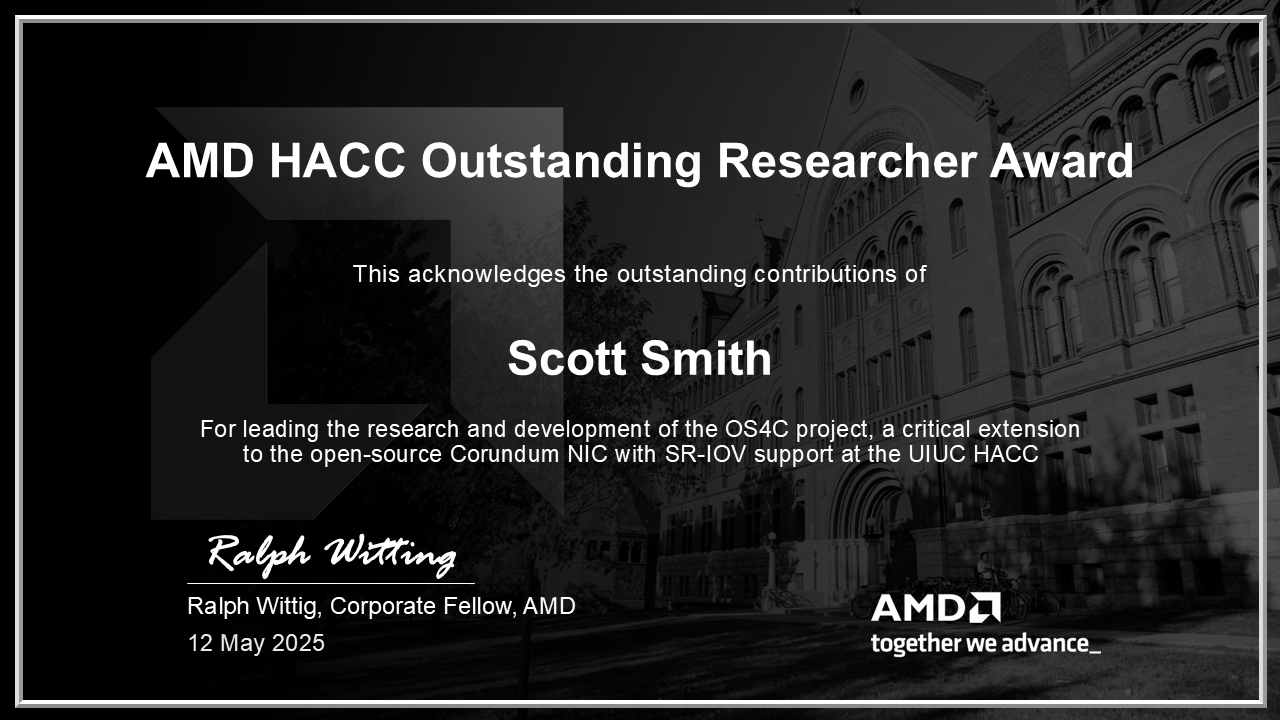 AMD HACC Outstanding Researcher Award
This acknowledges the outstanding contributions of
Scott Smith
For leading the research and development of the OS4C project, a critical extension
to the open-source Corundum NIC with SR-IOV support at the UIUC HACC
Ralph Witting
Ralph Wittig, Corporate Fellow, AMD
12 May 2025
AMD
together we advance_